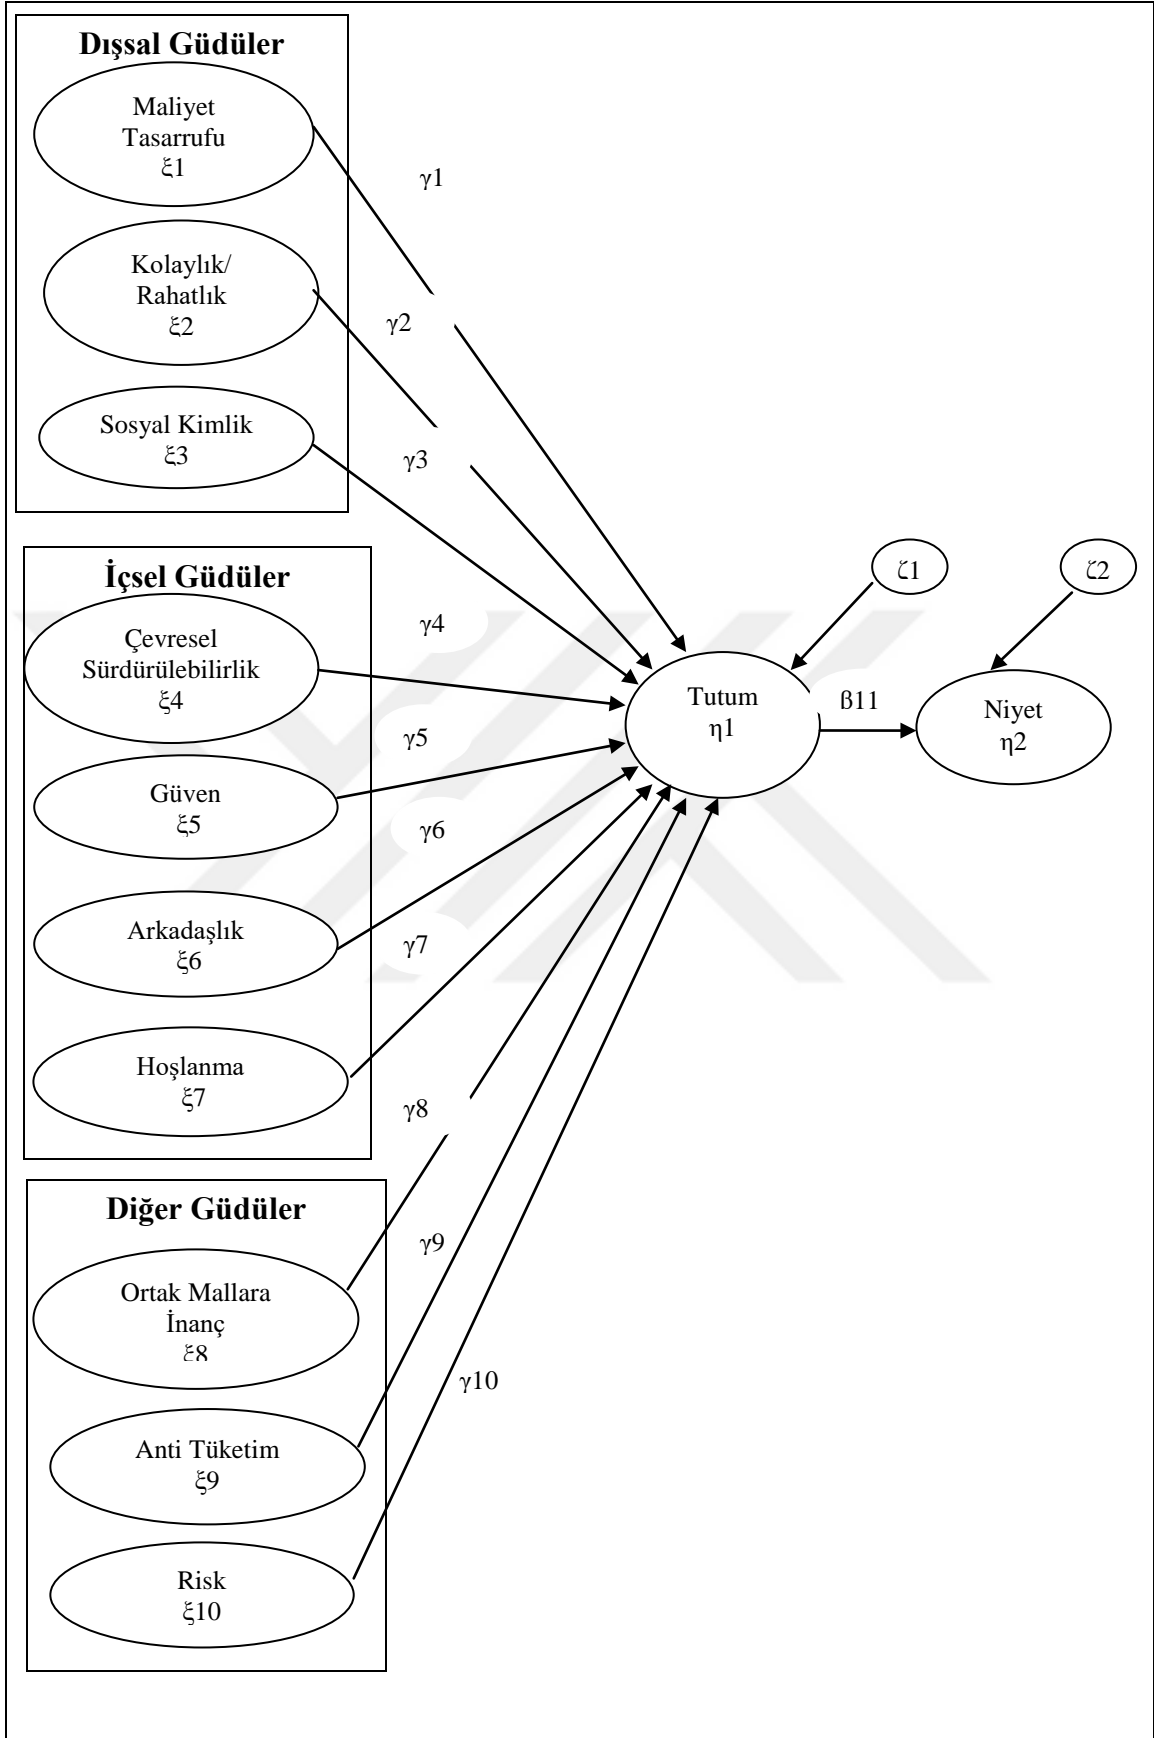 Dışsal Güdüler
Maliyet
Tasarrufu
ξ1
γ1
Kolaylık/
Rahatlık
ξ2
γ2
Sosyal Kimlik
ξ3
γ3
İçsel Güdüler
Çevresel
Sürdürülebilirlik
ξ4
γ4
Güven
ξ5
γ5
Arkadaşlık
ξ6
γ6
Hoşlanma
ξ7
γ7
Diğer Güdüler
Ortak Mallara
İnanç
ξ8
γ8
Anti Tüketim
ξ9
γ9
Risk
ξ10
γ10
ζ1
ζ2
Tutum
η1
β11
Niyet
η2